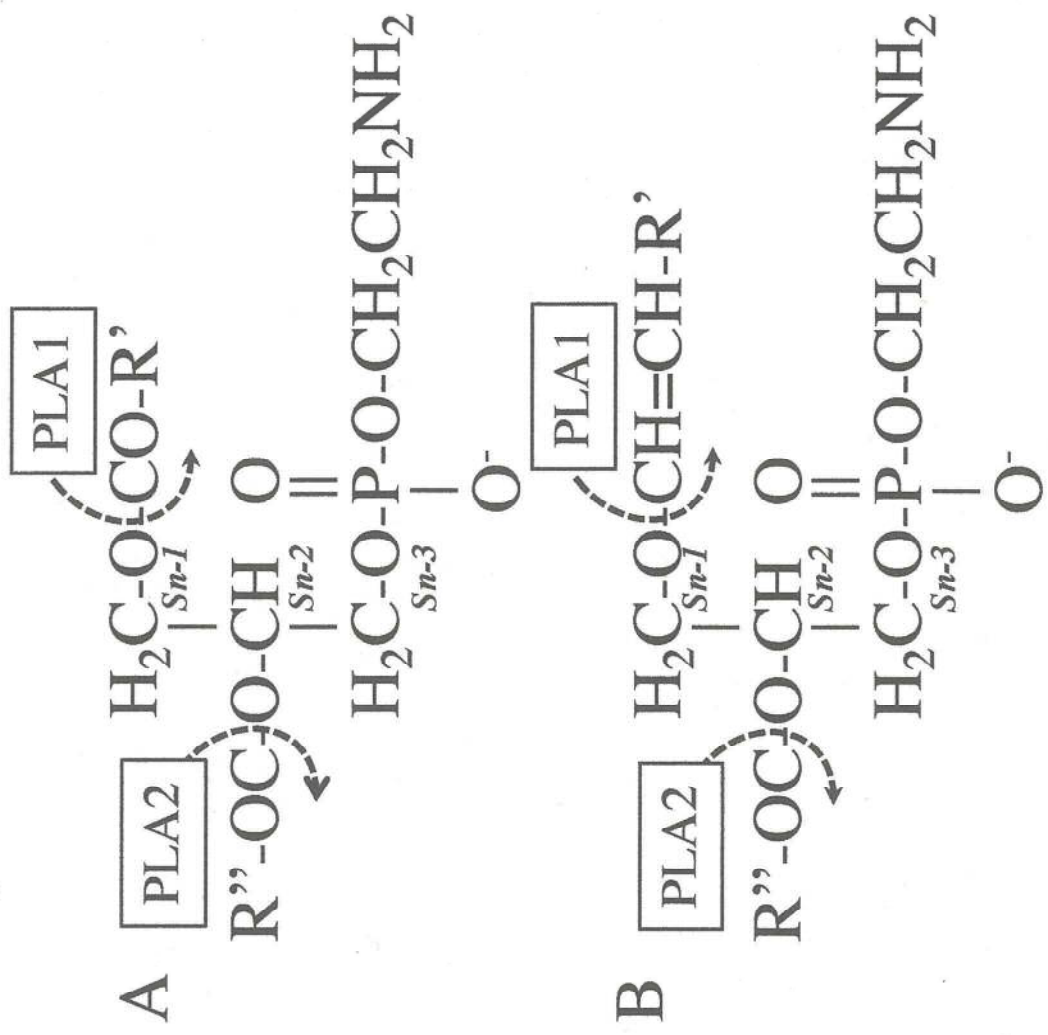 A
PLA1
H₂C-O-CO-R’
Sn-1
PLA2
R’’-OC-O-CH
Sn-2
O
H₂C-O-P-O-CH₂CH₂NH₂
Sn-3
O⁻
B
PLA1
H₂C-O-CH=CH-R’
Sn-1
PLA2
R’’-OC-O-CH
Sn-2
O
H₂C-O-P-O-CH₂CH₂NH₂
Sn-3
O⁻